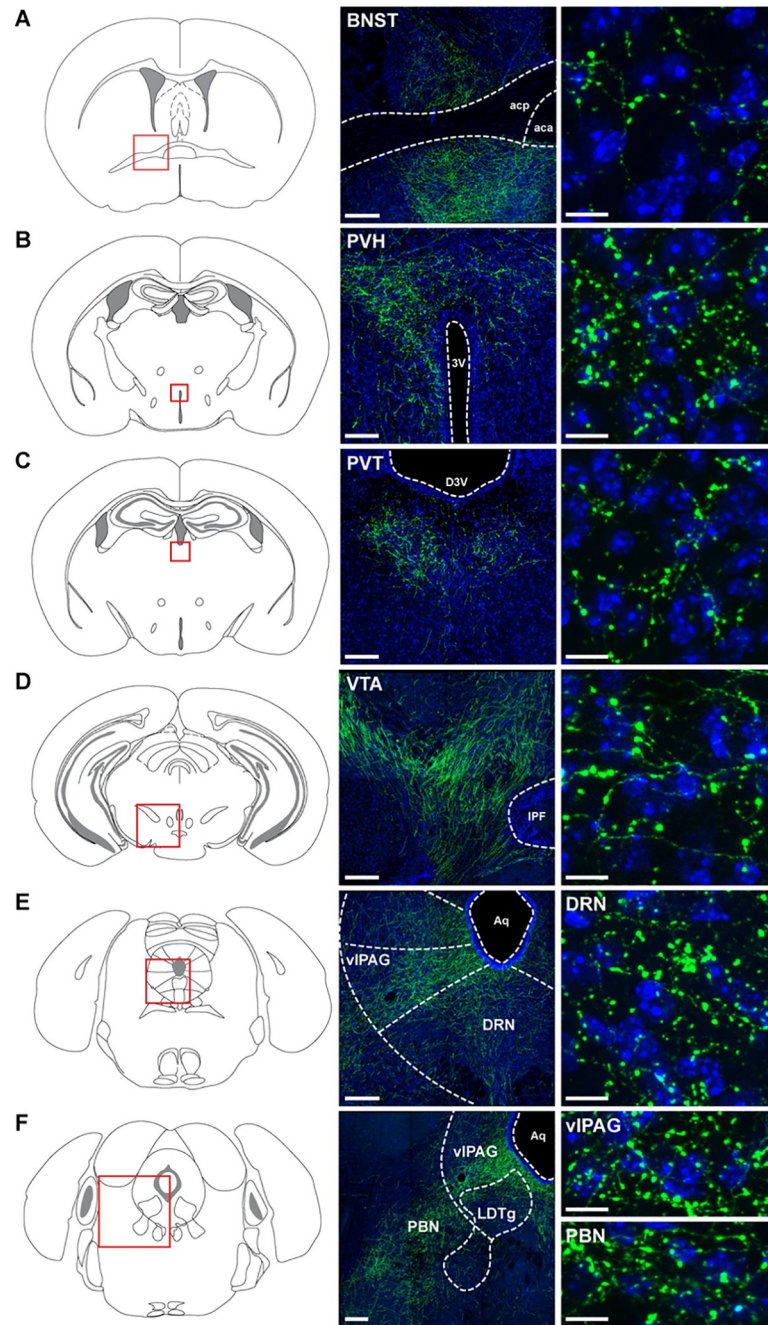 A
BNST
acp
aca
B
PVH
3V
C
PVT
D3V
D
VTA
IPF
E
Aq
vlPAG
DRN
DRN
F
Aq
vlPAG
LDTg
PBN
vlPAG
PBN